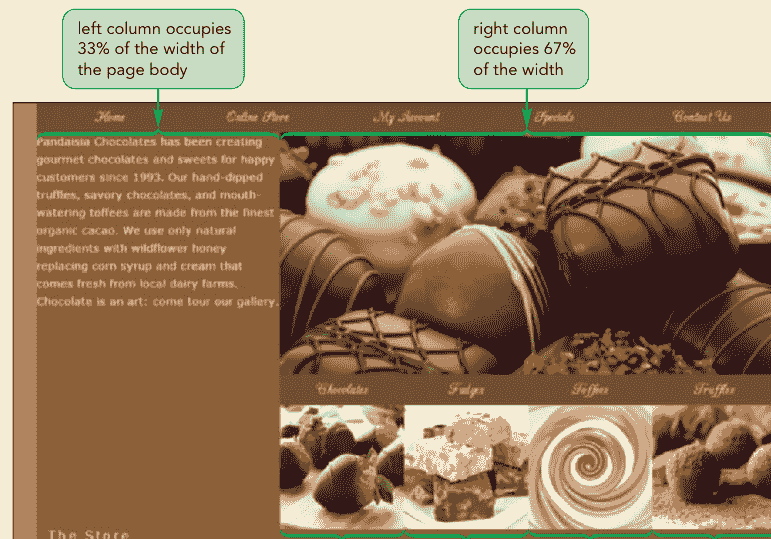 left column occupies
33% of the width of
the page body
right column
occupies 67%
of the width
Home Online Store My Account Specials Contact Us
Pandaisia Chocolates has been creating
gourmet chocolates and sweets for happy
customers since 1993. Our hand-dipped
truffles, savory chocolates, and mouth-
watering toffees are made from the finest
organic cacao. We use only natural
ingredients with wildflower honey
replacing corn syrup and cream that
comes fresh from local dairy farms.
Chocolate is an art: come tour our gallery.
Chocolates Fudges Toffees Truffles
The Store